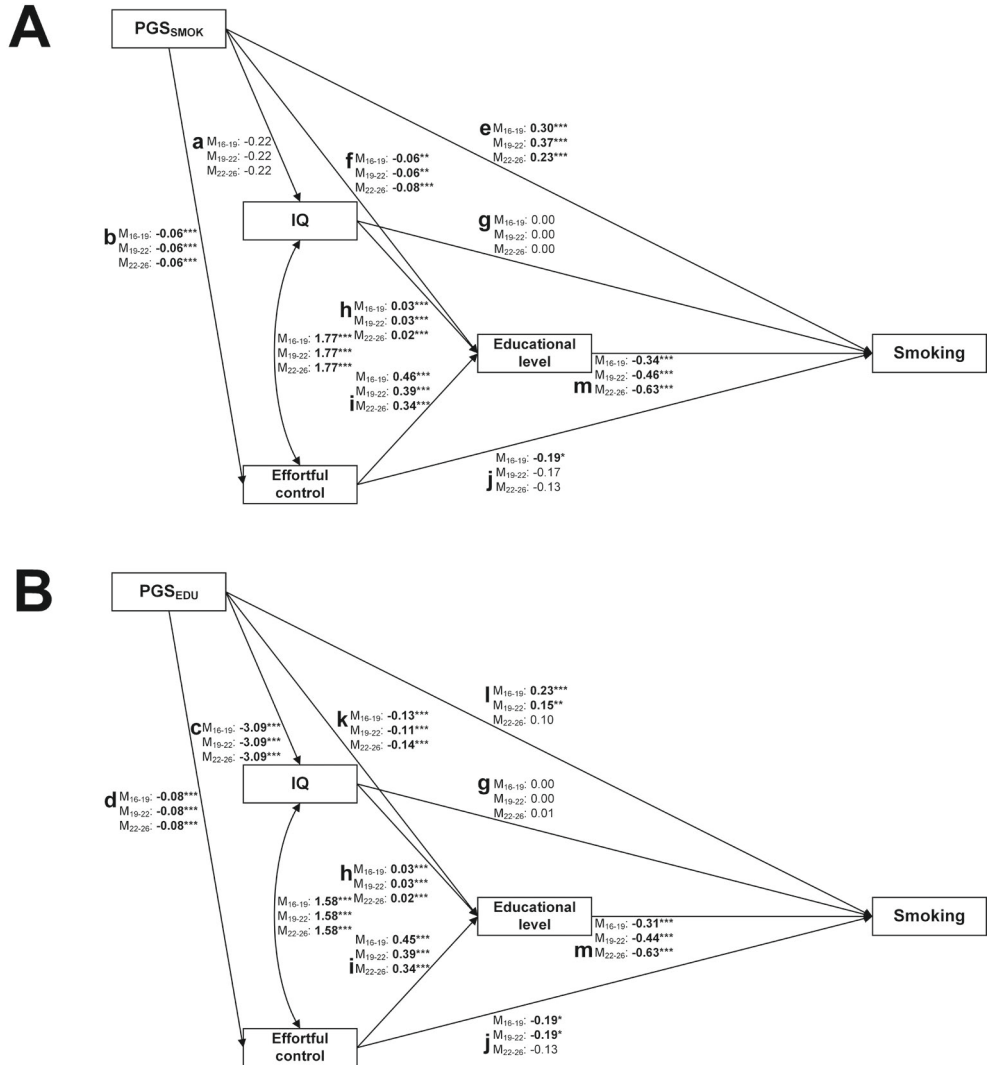 A
PGS_SMOK
e
M16-19: 0.30***
M19-22: 0.37***
M22-26: 0.23***
a
M16-19: -0.22
M19-22: -0.22
M22-26: -0.22
f
M16-19: -0.06**
M19-22: -0.06**
M22-26: -0.08***
IQ
g
M16-19: 0.00
M19-22: 0.00
M22-26: 0.00
b
M16-19: -0.06***
M19-22: -0.06***
M22-26: -0.06***
h
M16-19: 0.03***
M19-22: 0.03***
M22-26: 0.02***
M16-19: 1.77***
M19-22: 1.77***
M22-26: 1.77***
Educational
level
Smoking
i
M16-19: 0.46***
M19-22: 0.39***
M22-26: 0.34***
m
M16-19: -0.34***
M19-22: -0.46***
M22-26: -0.63***
Effortful
control
j
M16-19: -0.19*
M19-22: -0.17
M22-26: -0.13
B
PGS_EDU
l
M16-19: 0.23***
M19-22: 0.15**
M22-26: 0.10
c
M16-19: -3.09***
M19-22: -3.09***
M22-26: -3.09***
k
M16-19: -0.13***
M19-22: -0.11***
M22-26: -0.14***
IQ
g
M16-19: 0.00
M19-22: 0.00
M22-26: 0.01
d
M16-19: -0.08***
M19-22: -0.08***
M22-26: -0.08***
h
M16-19: 0.03***
M19-22: 0.03***
M22-26: 0.02***
M16-19: 1.58***
M19-22: 1.58***
M22-26: 1.58***
Educational
level
Smoking
i
M16-19: 0.45***
M19-22: 0.39***
M22-26: 0.34***
m
M16-19: -0.31***
M19-22: -0.44***
M22-26: -0.63***
Effortful
control
j
M16-19: -0.19*
M19-22: -0.19*
M22-26: -0.13